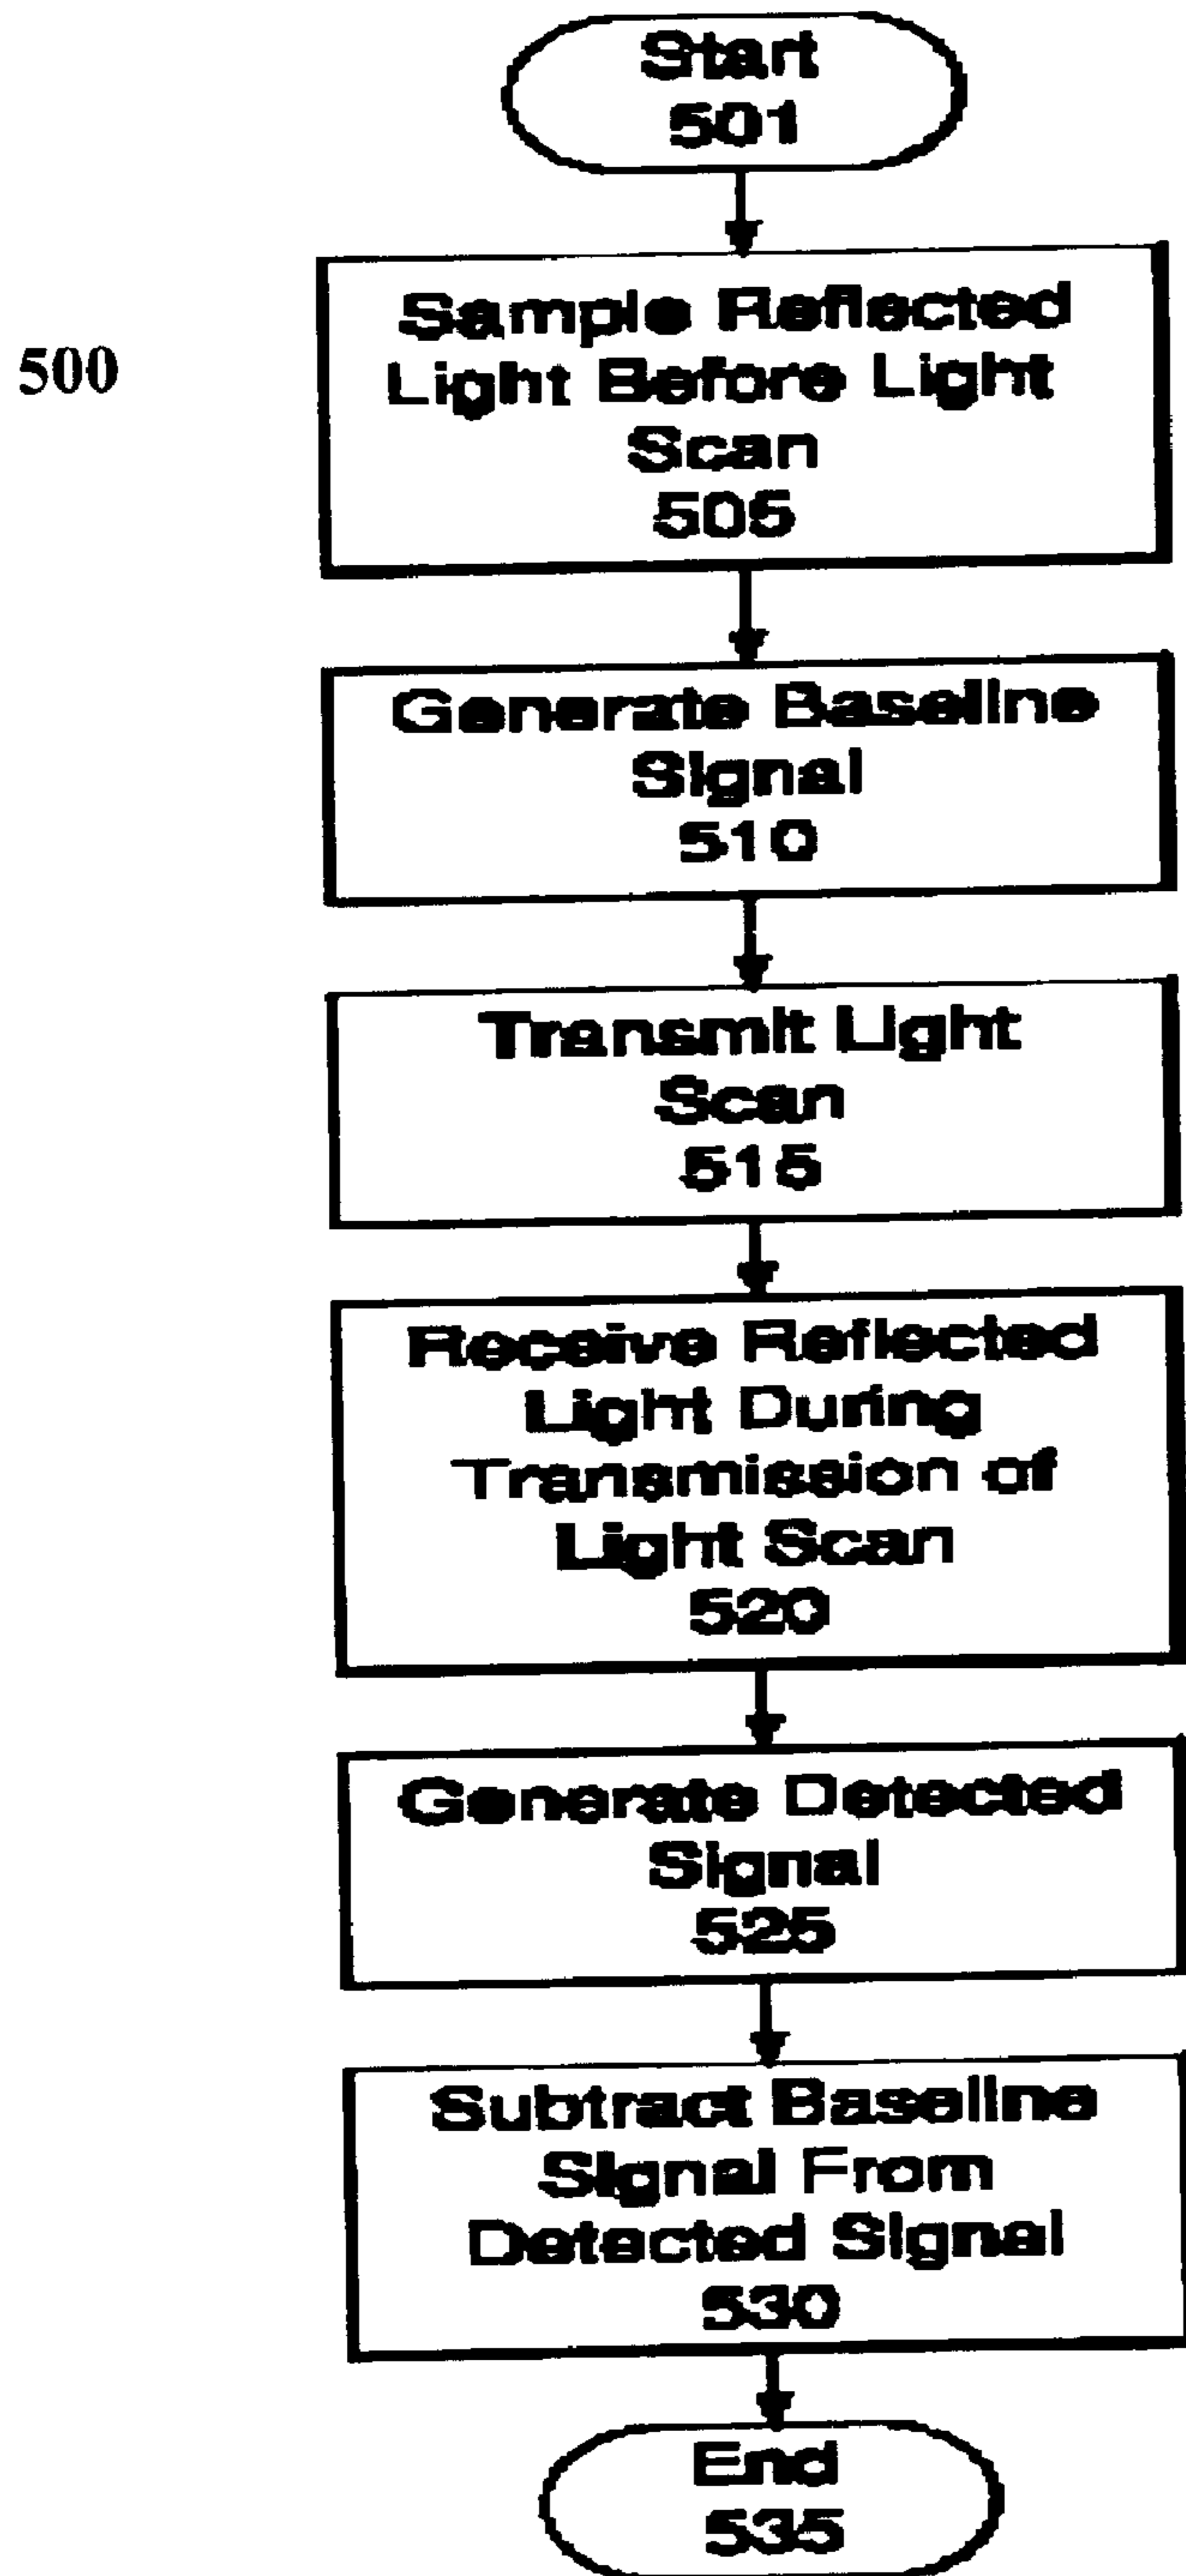 Start
501
500
Sample Reflected
Light Before Light
Scan
505
Generate Baseline
Signal
510
Transmit Light
Scan
515
Receive Reflected
Light During
Transmission of
Light Scan
520
Generate Detected
Signal
525
Subtract Baseline
Signal From
Detected Signal
530
End
535